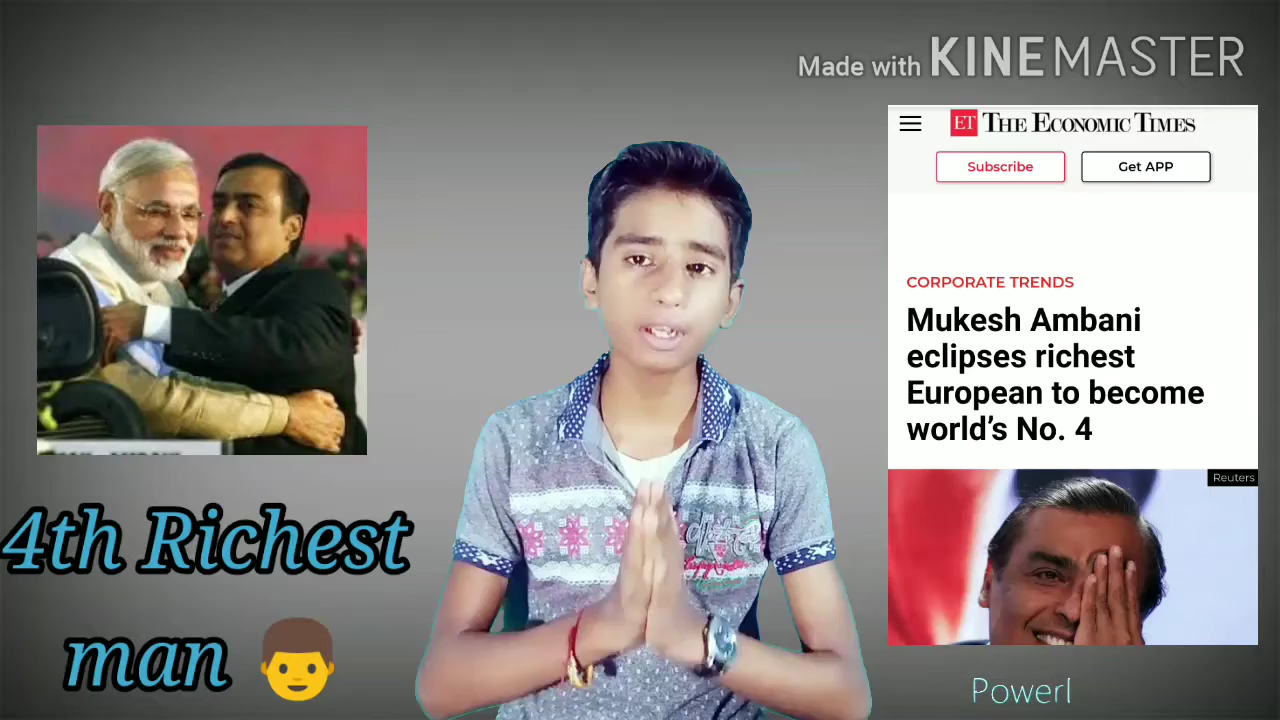 Made with KINEMASTER
ET THE ECONOMIC TIMES
Subscribe
Get APP
CORPORATE TRENDS
Mukesh Ambani
eclipses richest
European to become
world's No. 4
Reuters
4th Richest
man
Powerl